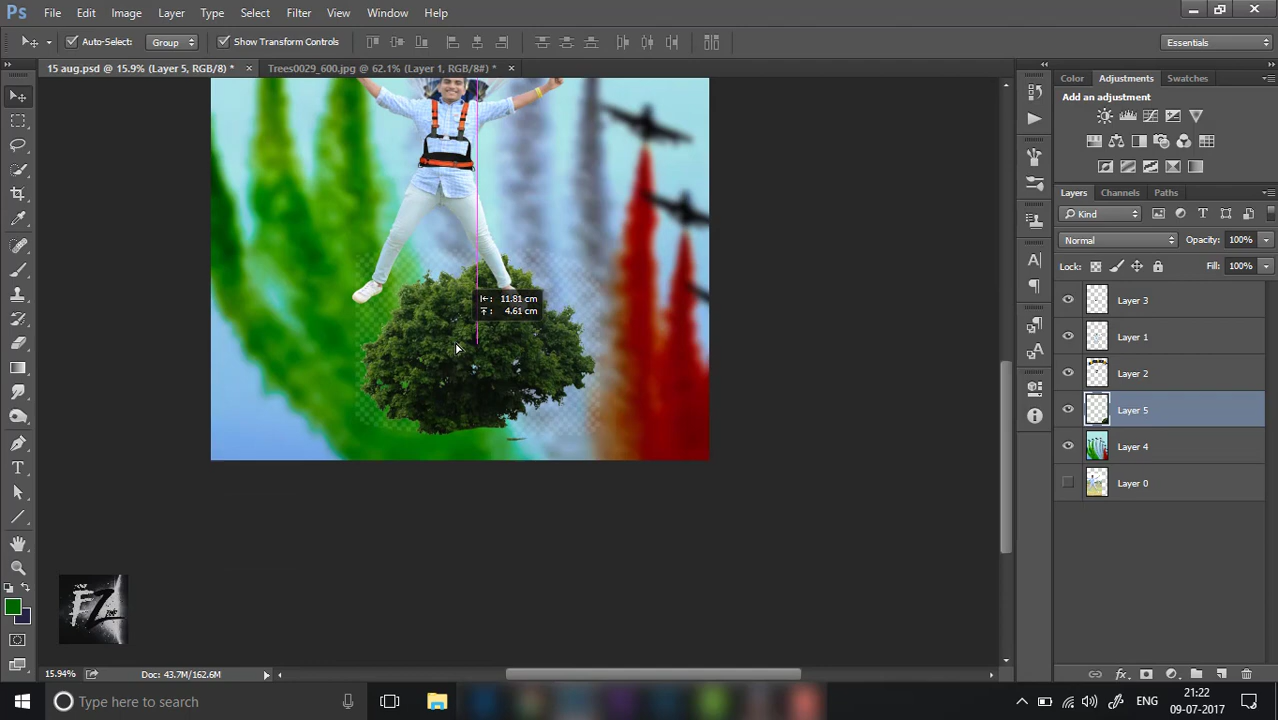 Ps File Edit Image Layer Type Select Filter 3D View Window Help
Auto-Select: Group Show Transform Controls Essentials
15 aug.psd @ 15.9% (Layer 5, RGB/8) * × Trees0029_600.jpg @ 62.1% (Layer 1, RGB/8#) * ×
Color Adjustments Swatches
Add an adjustment
Layers Channels Paths
Kind
Normal Opacity: 100%
Lock: Fill: 100%
Layer 3
Layer 1
Layer 2
Layer 5
Layer 4
Layer 0
11.81 cm
4.61 cm
FZ
15.94% Doc: 43.7M/162.6M
Type here to search
ENG 21:22
09-07-2017